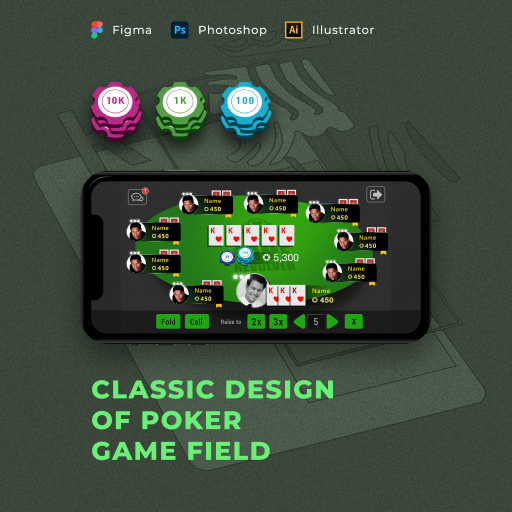 Figma
Ps
Photoshop
Ai
Illustrator
10K
1K
100
Name
450
Name
450
Name
450
Name
450
Name
450
K K K K K
Name
450
Name
450
5,300
REVOLVER
Name
450
Name
450
K K K
Name
450
Fold
Call
Raise to
2x
3x
5
X
CLASSIC DESIGN
OF POKER
GAME FIELD